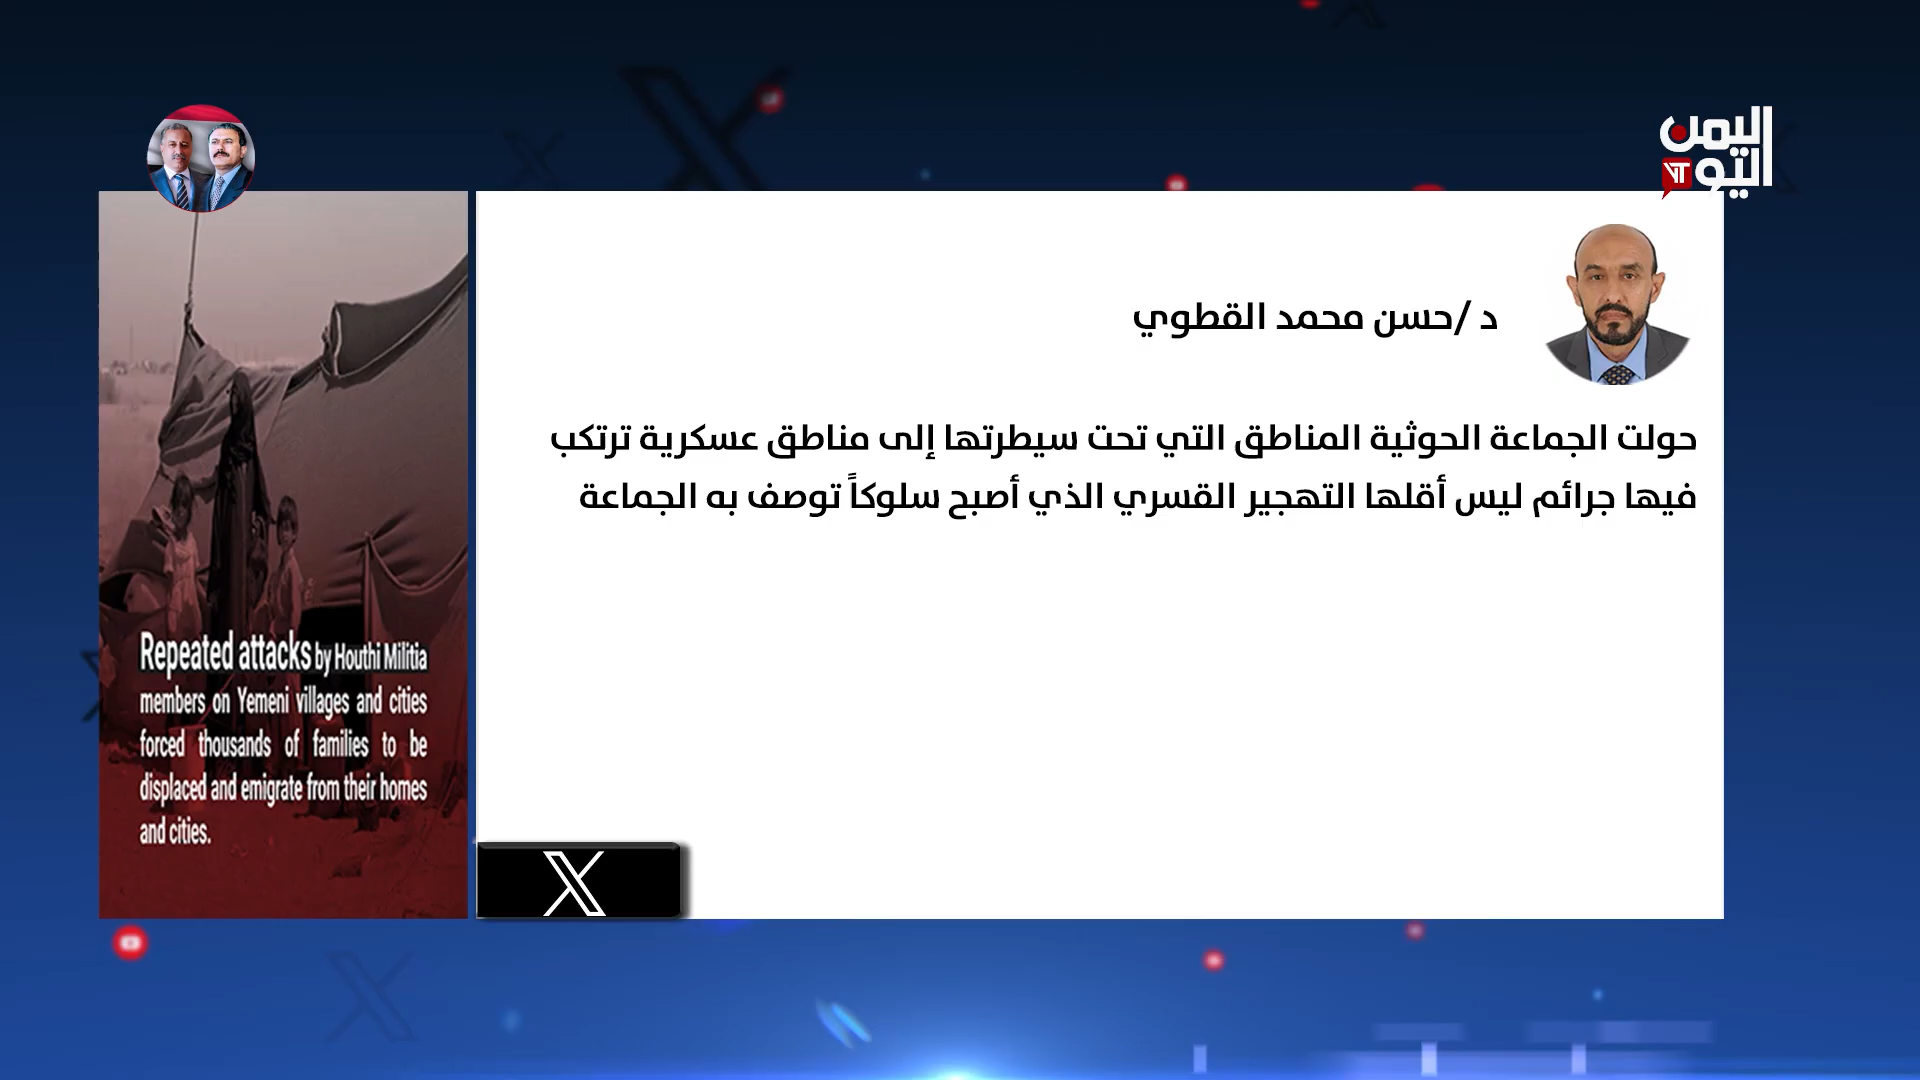 اليمن
اليوم
YT
د /حسن محمد القطوي
حولت الجماعة الحوثية المناطق التي تحت سيطرتها إلى مناطق عسكرية ترتكب
فيها جرائم ليس أقلها التهجير القسري الذي أصبح سلوكاً توصف به الجماعة
Repeated attacks by Houthi Militia
members on Yemeni villages and cities
forced thousands of families to be
displaced and emigrate from their homes
and cities.
X